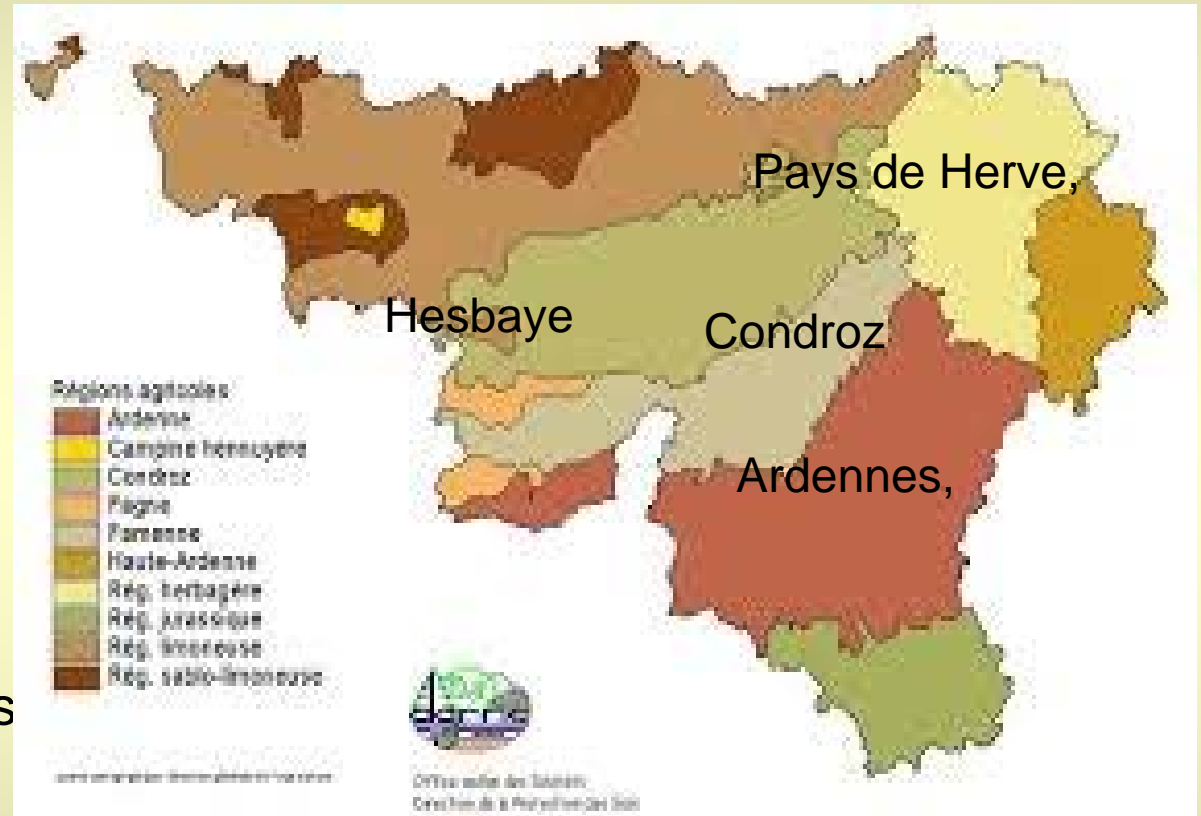 Pays de Herve,
Hesbaye
Condroz
Ardennes,
Régions agricoles
Ardenne
Campine hennuyère
Condroz
Fagne
Famenne
Haute-Ardenne
Rég. herbagère
Rég. jurassique
Rég. limoneuse
Rég. sablo-limoneuse
s